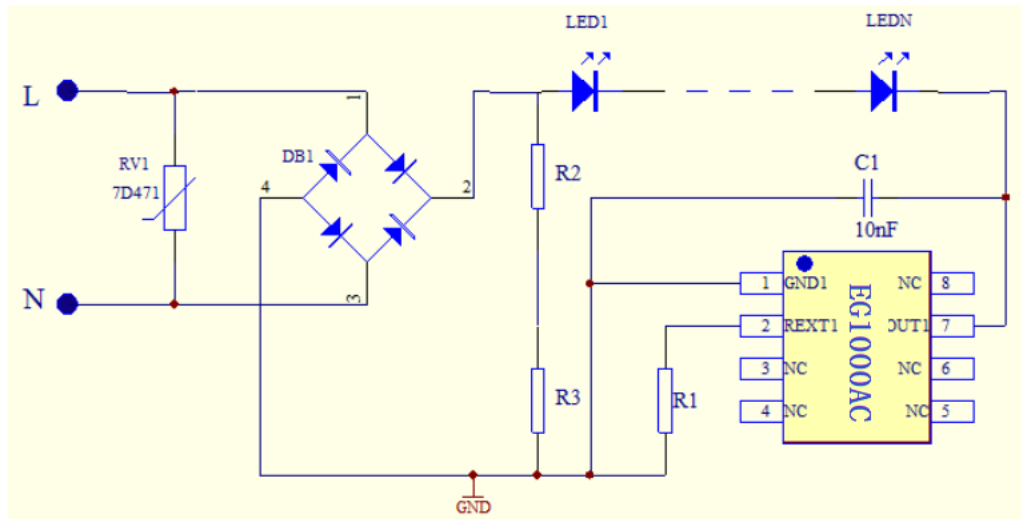 LED1
LEDN
L
1
RV1
7D471
DB1
4
2
R2
C1
10nF
N
3
1 GND1 NC 8
2 REXT1 OUT1 7
3 NC NC 6
4 NC NC 5
EG1000AC
R3
R1
GND